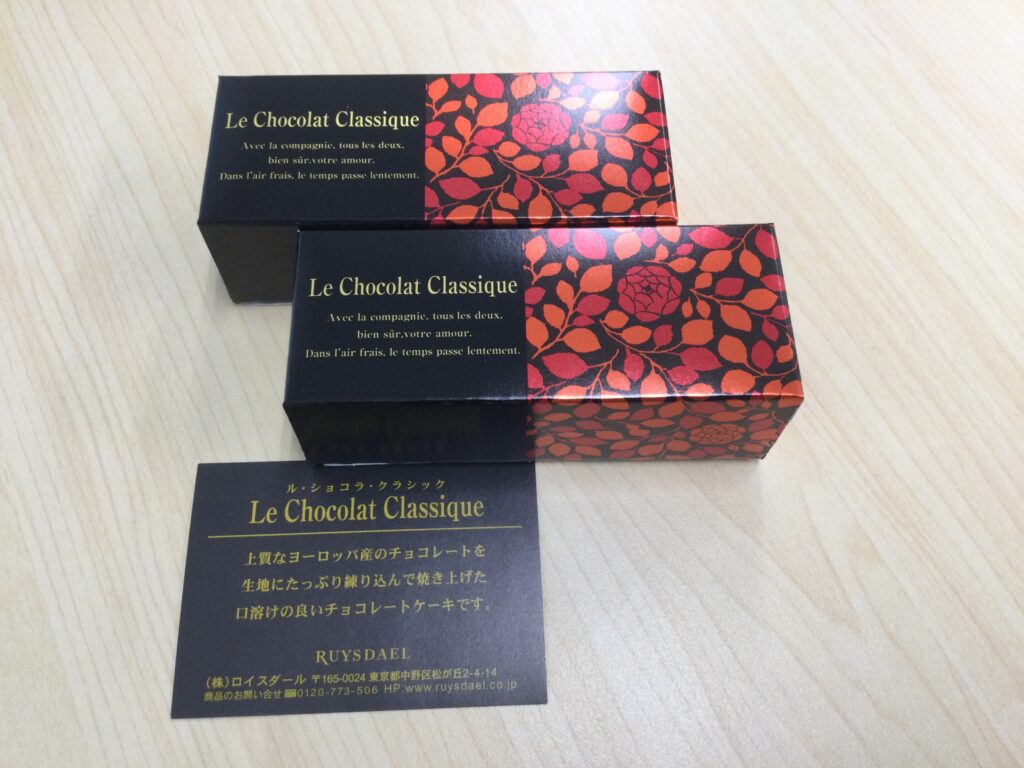 Le Chocolat Classique
Avec la compagnie, tous les deux,
bien sûr,votre amour.
Dans l'air frais, le temps passe lentement.
Le Chocolat Classique
Avec la compagnie, tous les deux,
bien sûr,votre amour.
Dans l'air frais, le temps passe lentement.
ル・ショコラ・クラシック
Le Chocolat Classique
上質なヨーロッパ産のチョコレートを
生地にたっぷり練り込んで焼き上げた
口溶けの良いチョコレートケーキです。
RUYSDAEL
(株)ロイスダール 〒165-0024 東京都中野区松が丘2-4-14
商品のお問い合せ 0120-773-506 HP:www.ruysdael.co.jp